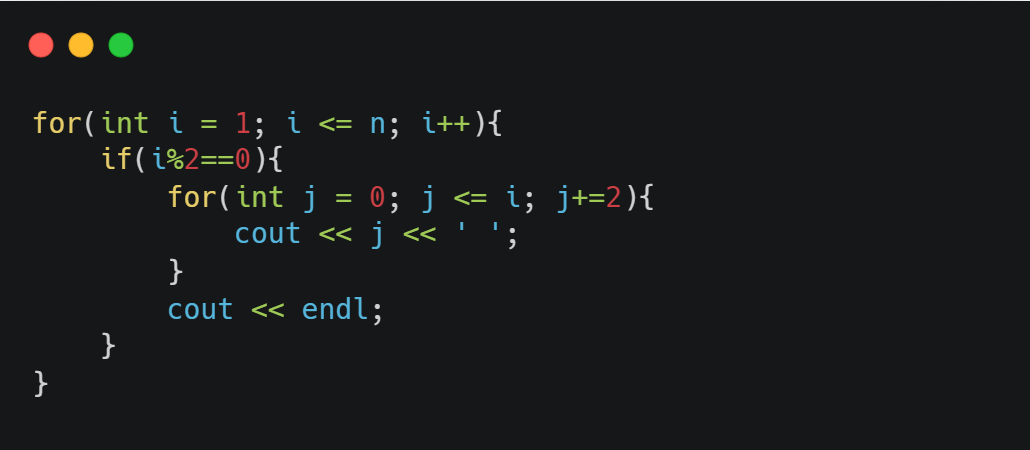 for(int i = 1; i <= n; i++){
    if(i%2==0){
        for(int j = 0; j <= i; j+=2){
            cout << j << ' ';
        }
        cout << endl;
    }
}